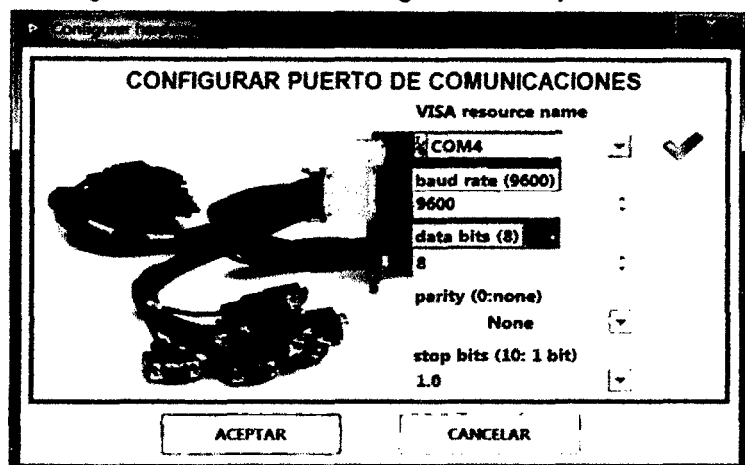 CONFIGURAR PUERTO DE COMUNICACIONES
VISA resource name
COM4
baud rate (9600)
9600
data bits (8)
8
parity (0:none)
None
stop bits (10: 1 bit)
1.0
ACEPTAR
CANCELAR